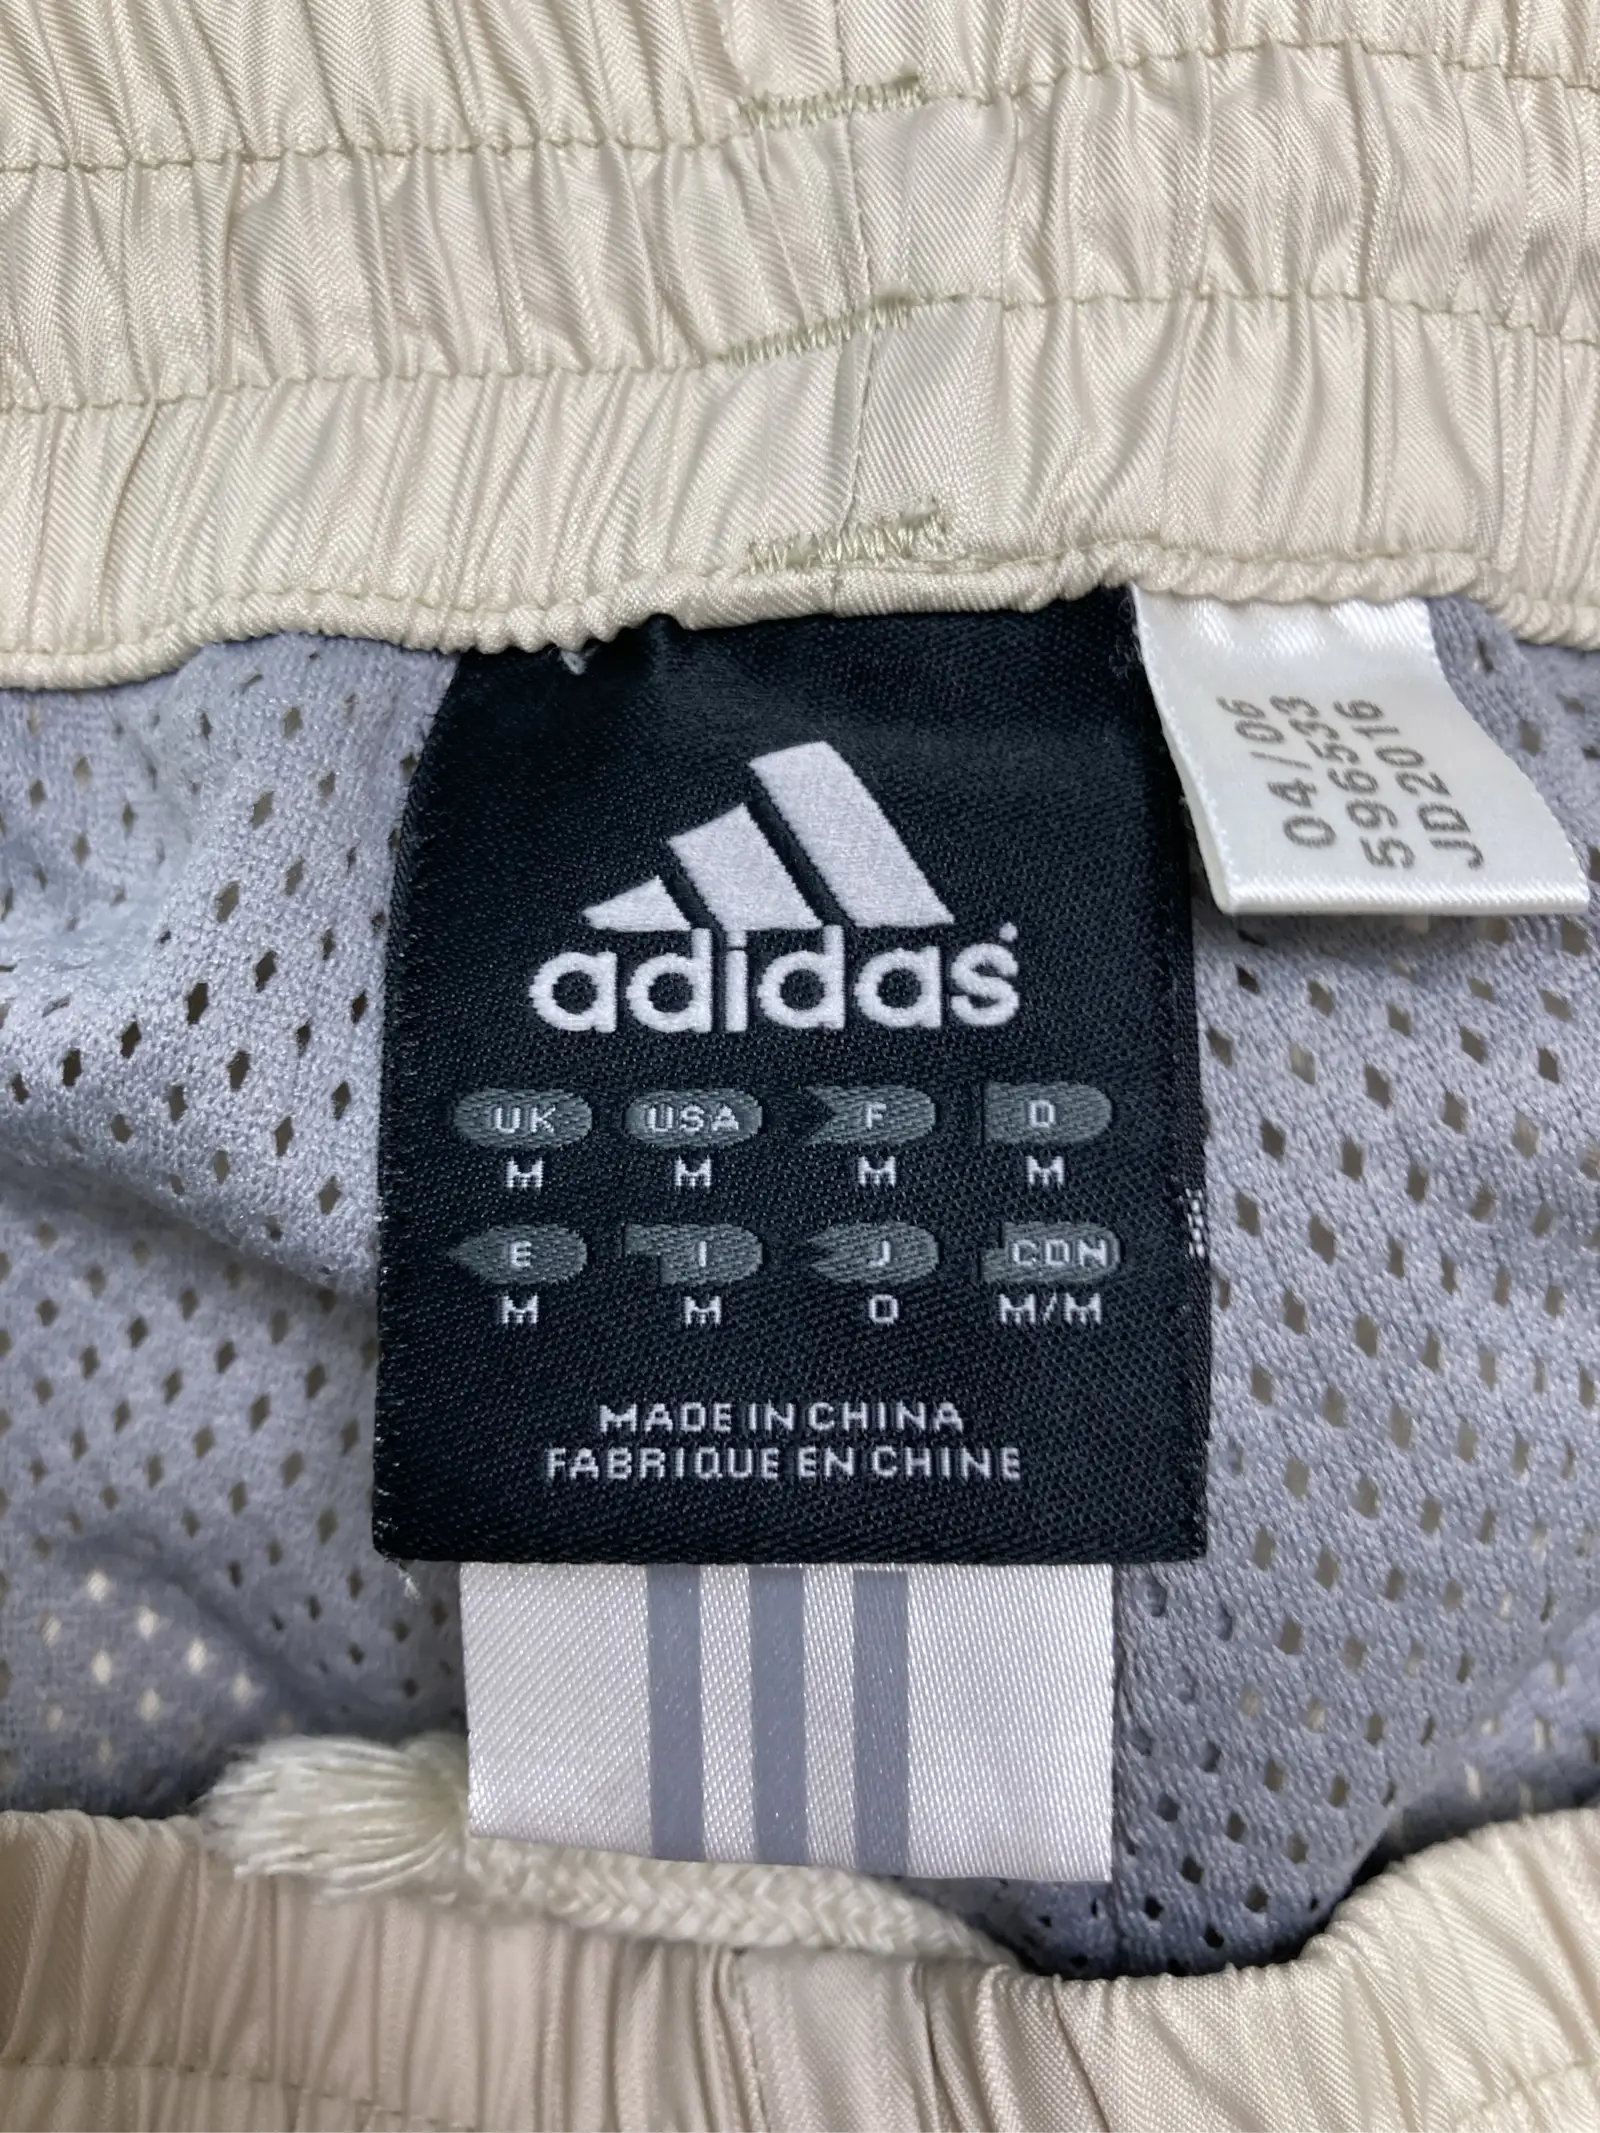 04/06
596533
JD2016
adidas
UK USA F D
M M M M
E I J CDN
M M O M/M
MADE IN CHINA
FABRIQUE EN CHINE